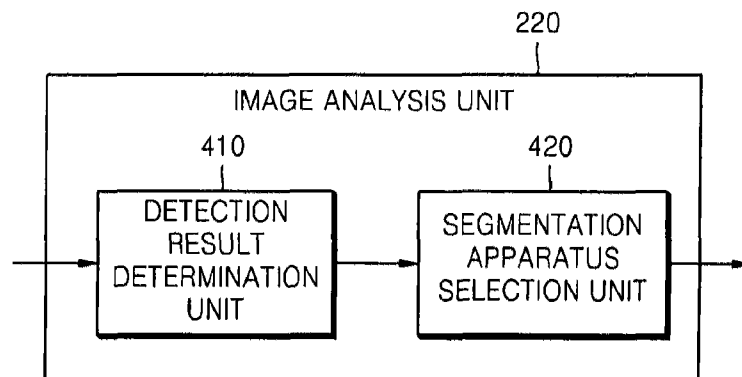 220
IMAGE ANALYSIS UNIT
410
420
DETECTION
RESULT
DETERMINATION
UNIT
SEGMENTATION
APPARATUS
SELECTION UNIT